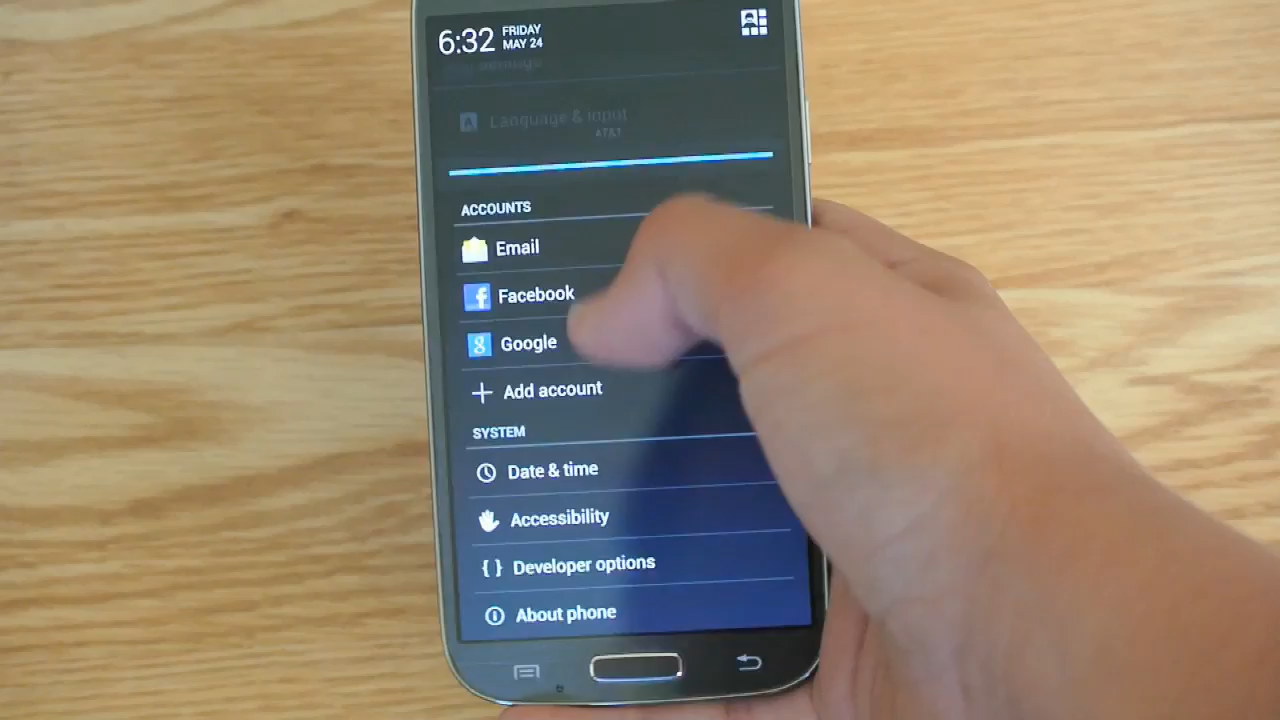 6:32 FRIDAY
MAY 24
Language & input
AT&T
ACCOUNTS
Email
Facebook
Google
Add account
SYSTEM
Date & time
Accessibility
Developer options
About phone